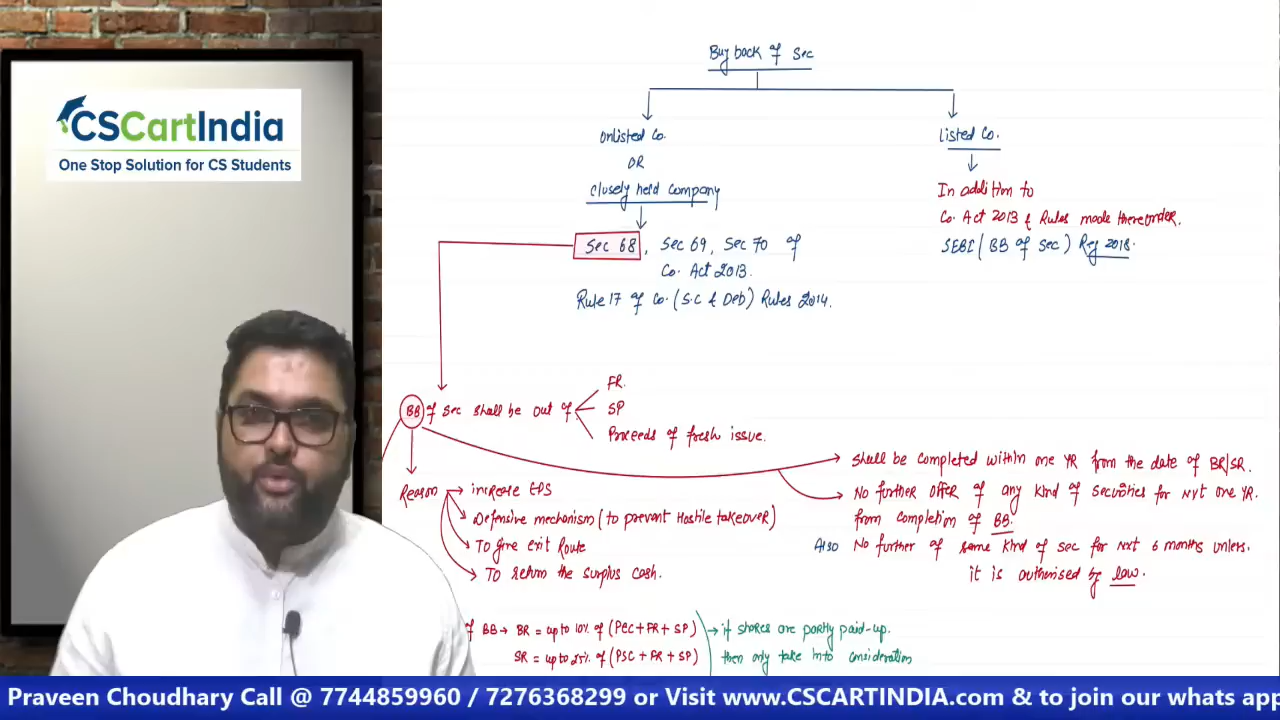 CSCartIndia
One Stop Solution for CS Students
Buy back of Sec
Unlisted Co.
OR
Closely held company
Listed Co.
In addition to
Co. Act 2013 & Rules made thereunder.
SEBI (BB of Sec) Reg 2018.
Sec 68, Sec 69, Sec 70 of
Co. Act 2013.
Rule 17 of Co. (S.C & Deb) Rules 2014.
BB of Sec shall be out of
FR.
SP
Proceeds of fresh issue.
Reason
increase EPS
Defensive mechanism (to prevent Hostile takeover)
To give exit Route
To return the surplus cash.
Shall be completed within one YR from the date of BR/SR.
No further offer of any kind of securities for nxt one YR.
from completion of BB.
Also No further of same kind of sec for nxt 6 months unless.
it is authorised by law.
of BB → BR = up to 10% of (PEC + FR + SP) → if shares are partly paid-up.
SR = up to 25% of (PSC + FR + SP) then only take into consideration
Praveen Choudhary Call @ 7744859960 / 7276368299 or Visit www.CSCARTINDIA.com & to join our whats app